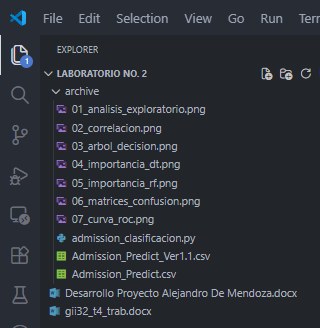 File Edit Selection View Go Run Term
EXPLORER
LABORATORIO NO. 2
archive
01_analisis_exploratorio.png
02_correlacion.png
03_arbol_decision.png
04_importancia_dt.png
05_importancia_rf.png
06_matrices_confusion.png
07_curva_roc.png
admission_clasificacion.py
Admission_Predict_Ver1.1.csv
Admission_Predict.csv
Desarrollo Proyecto Alejandro De Mendoza.docx
gii32_t4_trab.docx
1